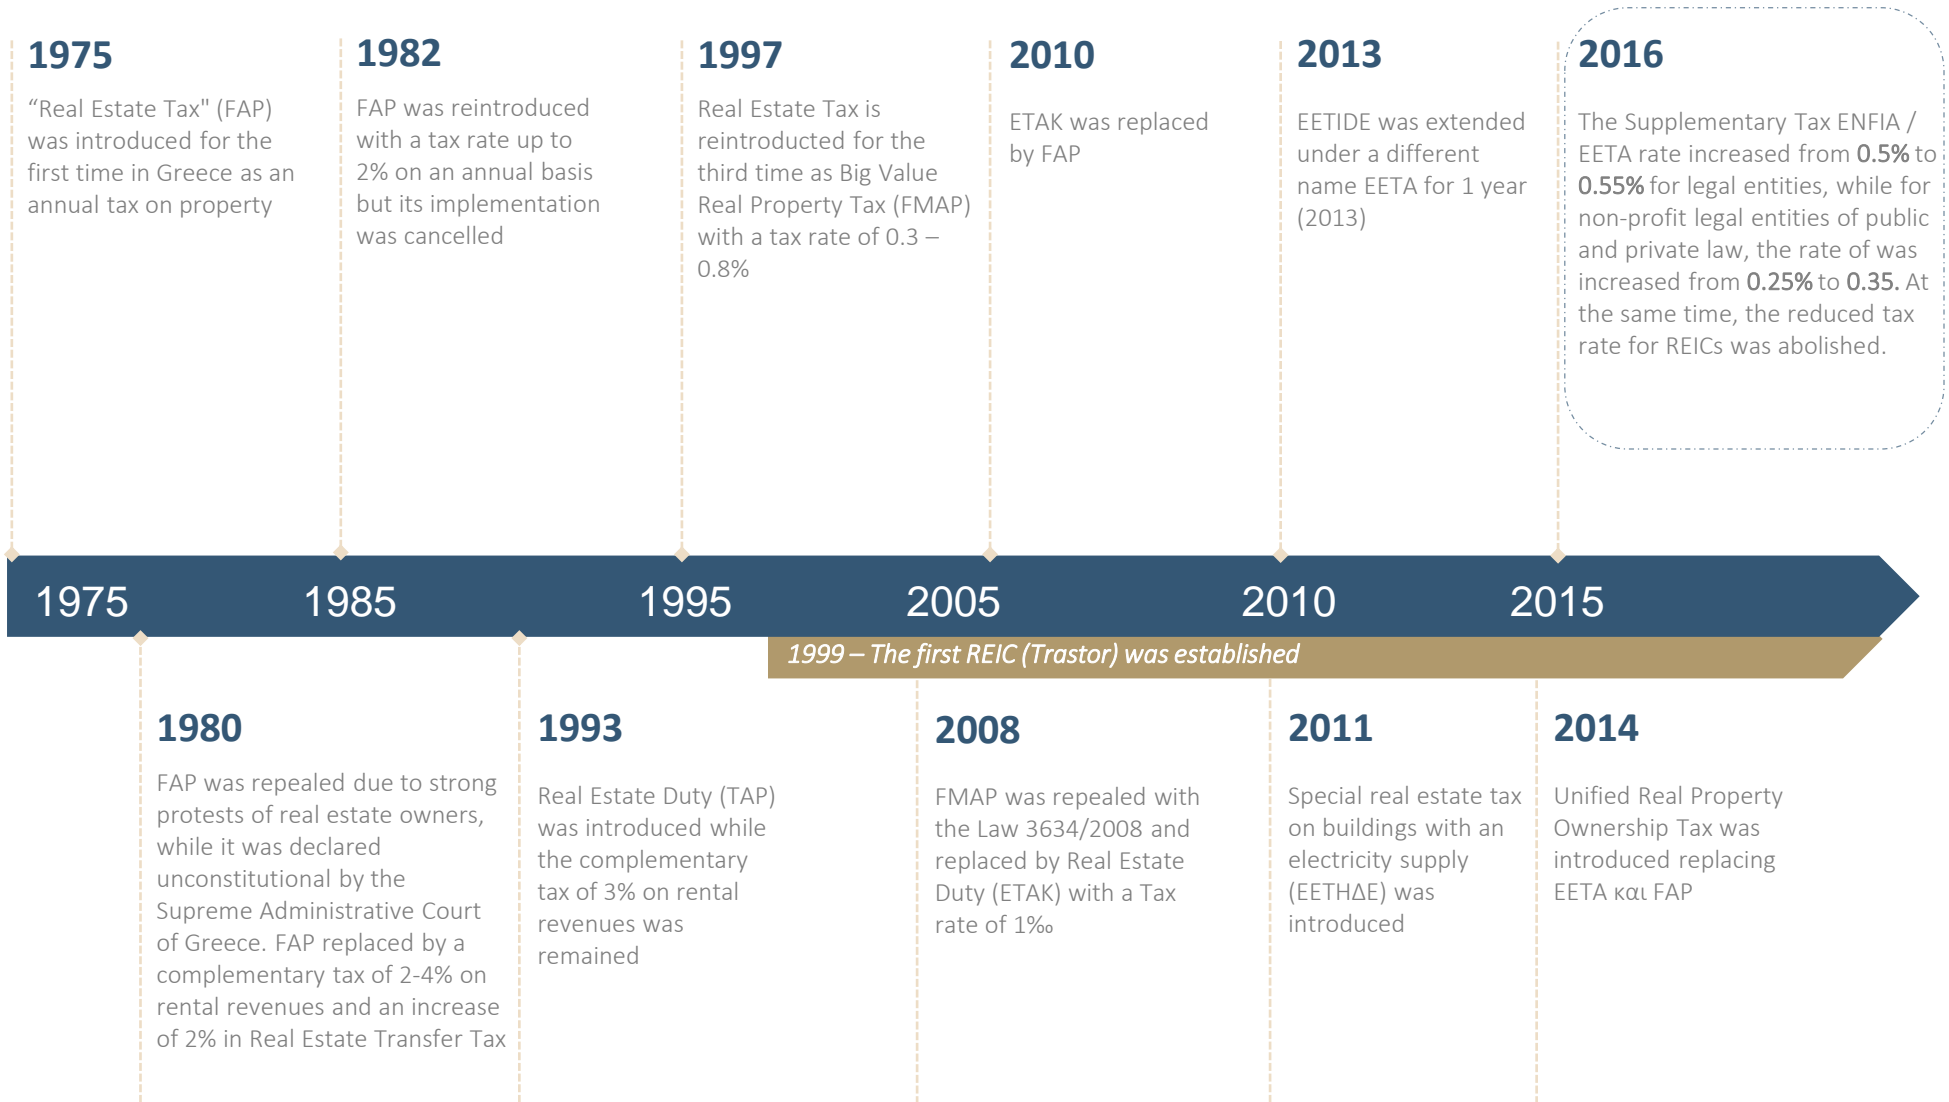 1975
“Real Estate Tax" (FAP)
was introduced for the
first time in Greece as an
annual tax on property
1982
FAP was reintroduced
with a tax rate up to
2% on an annual basis
but its implementation
was cancelled
1997
Real Estate Tax is
reintroducted for the
third time as Big Value
Real Property Tax (FMAP)
with a tax rate of 0.3 –
0.8%
2010
ETAK was replaced
by FAP
2013
EETIDE was extended
under a different
name EETA for 1 year
(2013)
2016
The Supplementary Tax ENFIA /
EETA rate increased from 0.5% to
0.55% for legal entities, while for
non-profit legal entities of public
and private law, the rate of was
increased from 0.25% to 0.35. At
the same time, the reduced tax
rate for REICs was abolished.
1975 1985 1995 2005 2010 2015
1999 – The first REIC (Trastor) was established
1980
FAP was repealed due to strong
protests of real estate owners,
while it was declared
unconstitutional by the
Supreme Administrative Court
of Greece. FAP replaced by a
complementary tax of 2-4% on
rental revenues and an increase
of 2% in Real Estate Transfer Tax
1993
Real Estate Duty (TAP)
was introduced while
the complementary
tax of 3% on rental
revenues was
remained
2008
FMAP was repealed with
the Law 3634/2008 and
replaced by Real Estate
Duty (ETAK) with a Tax
rate of 1‰
2011
Special real estate tax
on buildings with an
electricity supply
(ΕΕΤΗΔΕ) was
introduced
2014
Unified Real Property
Ownership Tax was
introduced replacing
EETA και FAP